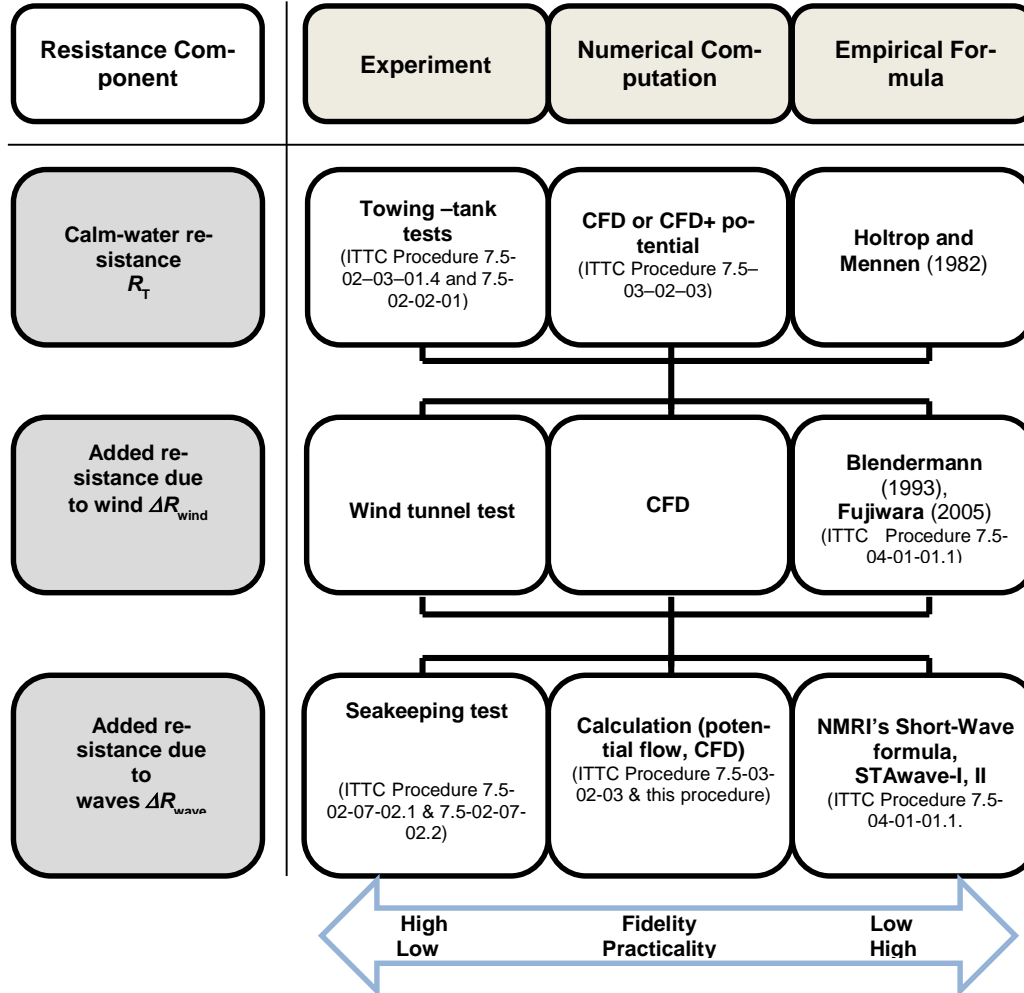 Resistance Com-
ponent
Experiment
Numerical Com-
putation
Empirical For-
mula
Calm-water re-
sistance
R_T
Towing –tank
tests
(ITTC Procedure 7.5-
02–03–01.4 and 7.5-
02-02-01)
CFD or CFD+ po-
tential
(ITTC Procedure 7.5–
03–02–03)
Holtrop and
Mennen (1982)
Added re-
sistance due
to wind ΔR_wind
Wind tunnel test
CFD
Blendermann
(1993),
Fujiwara (2005)
(ITTC Procedure 7.5-
04-01-01.1)
Added re-
sistance due
to
waves ΔR_wave
Seakeeping test
(ITTC Procedure 7.5-
02-07-02.1 & 7.5-02-07-
02.2)
Calculation (poten-
tial flow, CFD)
(ITTC Procedure 7.5-03-
02-03 & this procedure)
NMRI's Short-Wave
formula,
STAwave-I, II
(ITTC Procedure 7.5-
04-01-01.1.
High Fidelity Low
Low Practicality High